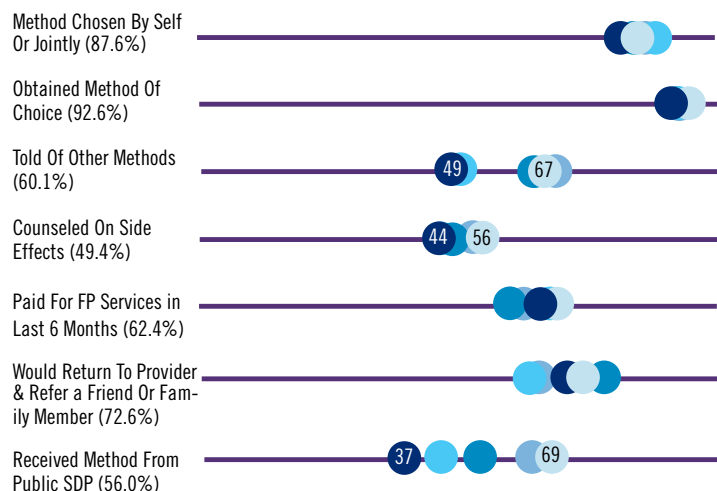 Method Chosen By Self
Or Jointly (87.6%)
Obtained Method Of
Choice (92.6%)
Told Of Other Methods
(60.1%)
49
67
Counseled On Side
Effects (49.4%)
44
56
Paid For FP Services in
Last 6 Months (62.4%)
Would Return To Provider
& Refer a Friend Or Fam-
ily Member (72.6%)
Received Method From
Public SDP (56.0%)
37
69